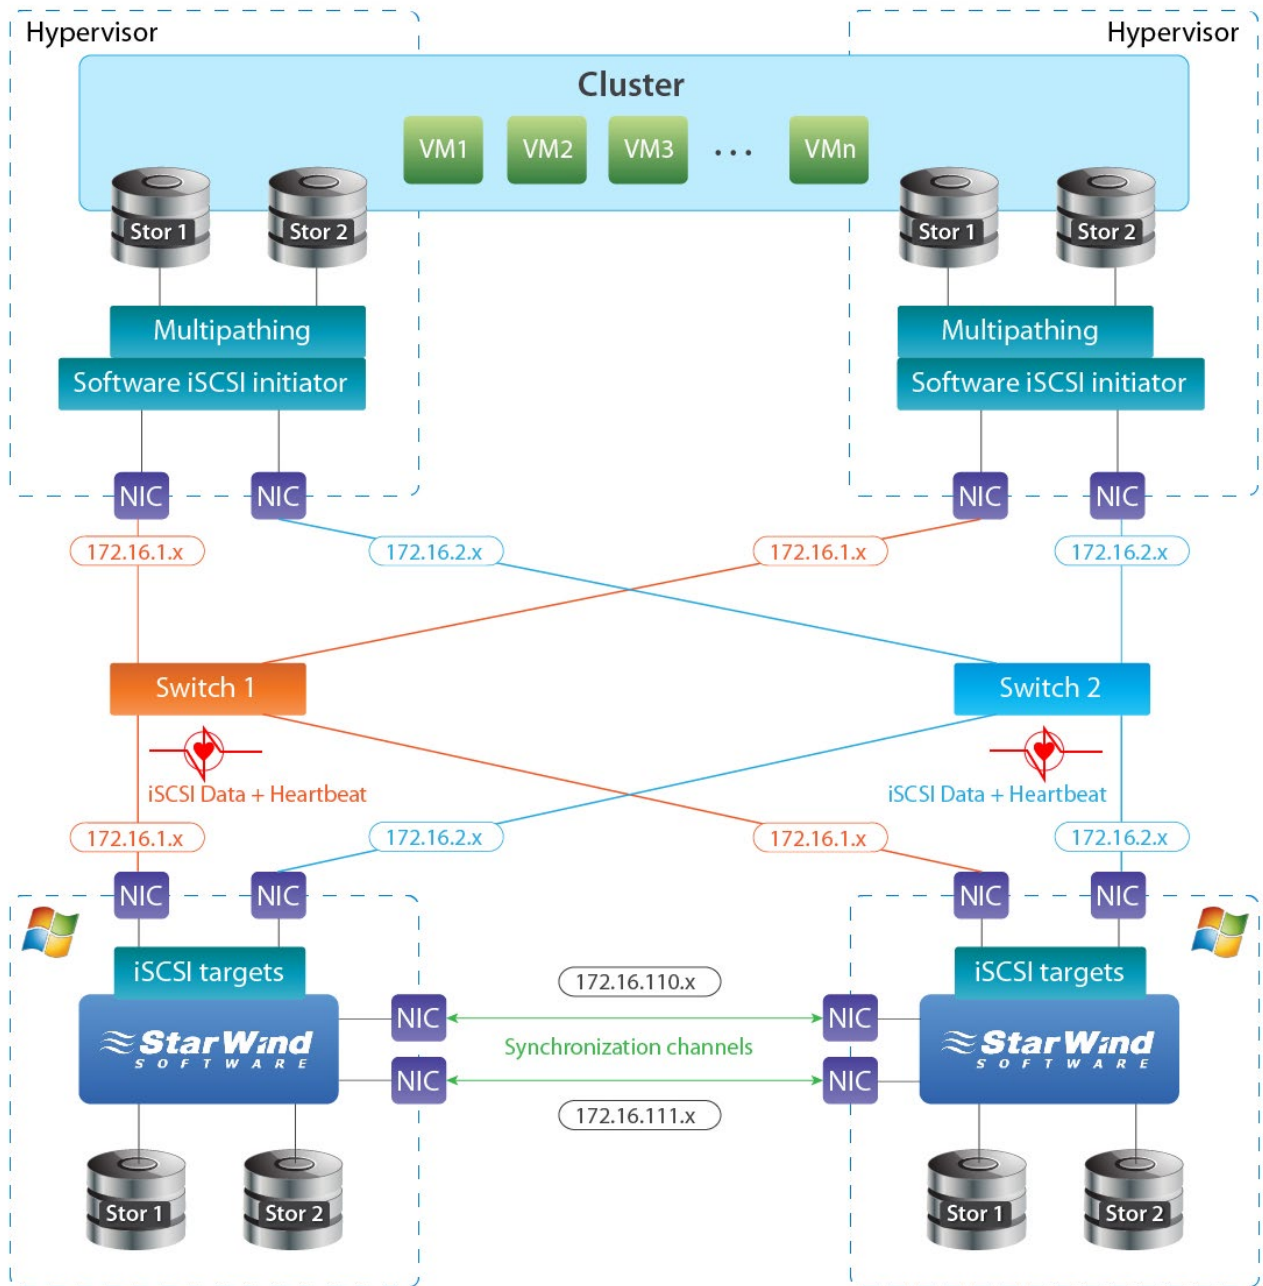 Hypervisor
Hypervisor
Cluster
VM1
VM2
VM3
...
VMn
Stor 1
Stor 2
Stor 1
Stor 2
Multipathing
Multipathing
Software iSCSI initiator
Software iSCSI initiator
NIC
NIC
NIC
NIC
172.16.1.x
172.16.2.x
172.16.1.x
172.16.2.x
Switch 1
Switch 2
iSCSI Data + Heartbeat
iSCSI Data + Heartbeat
172.16.1.x
172.16.2.x
172.16.1.x
172.16.2.x
NIC
NIC
NIC
NIC
iSCSI targets
iSCSI targets
172.16.110.x
NIC
NIC
StarWind
SOFTWARE
StarWind
SOFTWARE
Synchronization channels
NIC
NIC
172.16.111.x
Stor 1
Stor 2
Stor 1
Stor 2